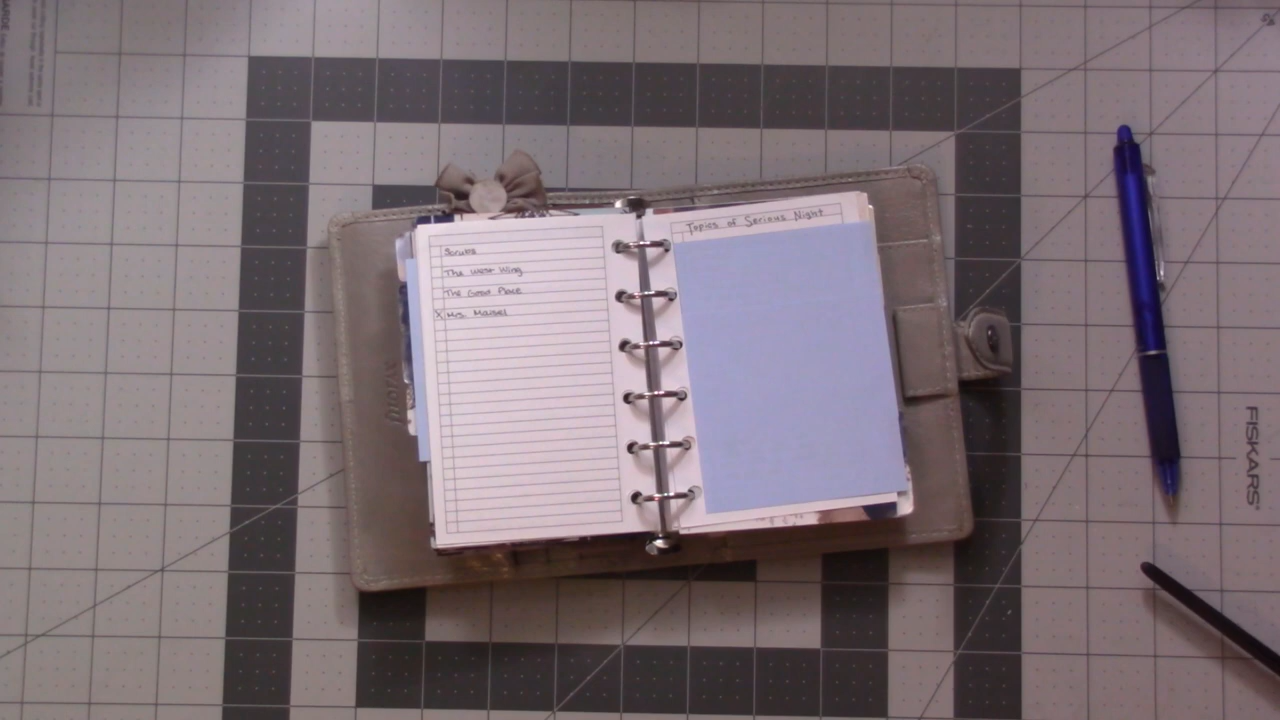 Scrubs
The West Wing
The Good Place
X Mrs. Maisel
Topics of Serious Night
FISKARS®